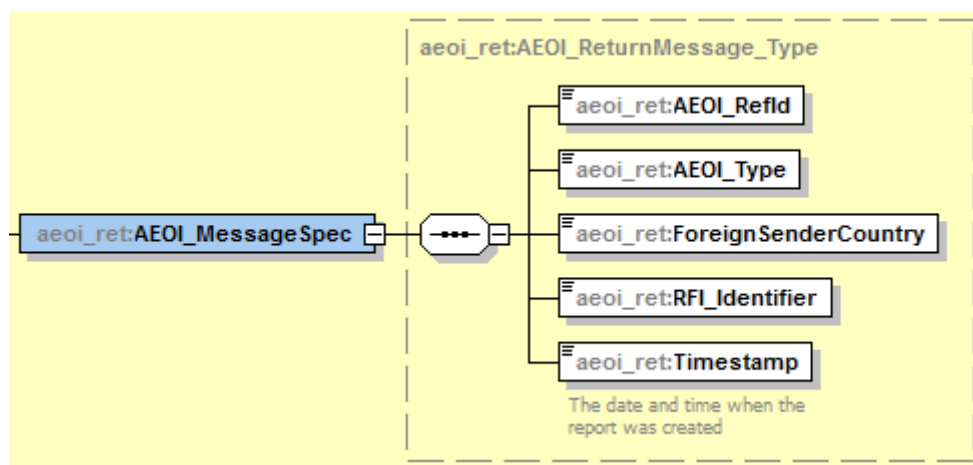 aeoi_ret:AEOI_ReturnMessage_Type
aeoi_ret:AEOI_RefId
aeoi_ret:AEOI_Type
aeoi_ret:AEOI_MessageSpec
aeoi_ret:ForeignSenderCountry
aeoi_ret:RFI_Identifier
aeoi_ret:Timestamp
The date and time when the
report was created